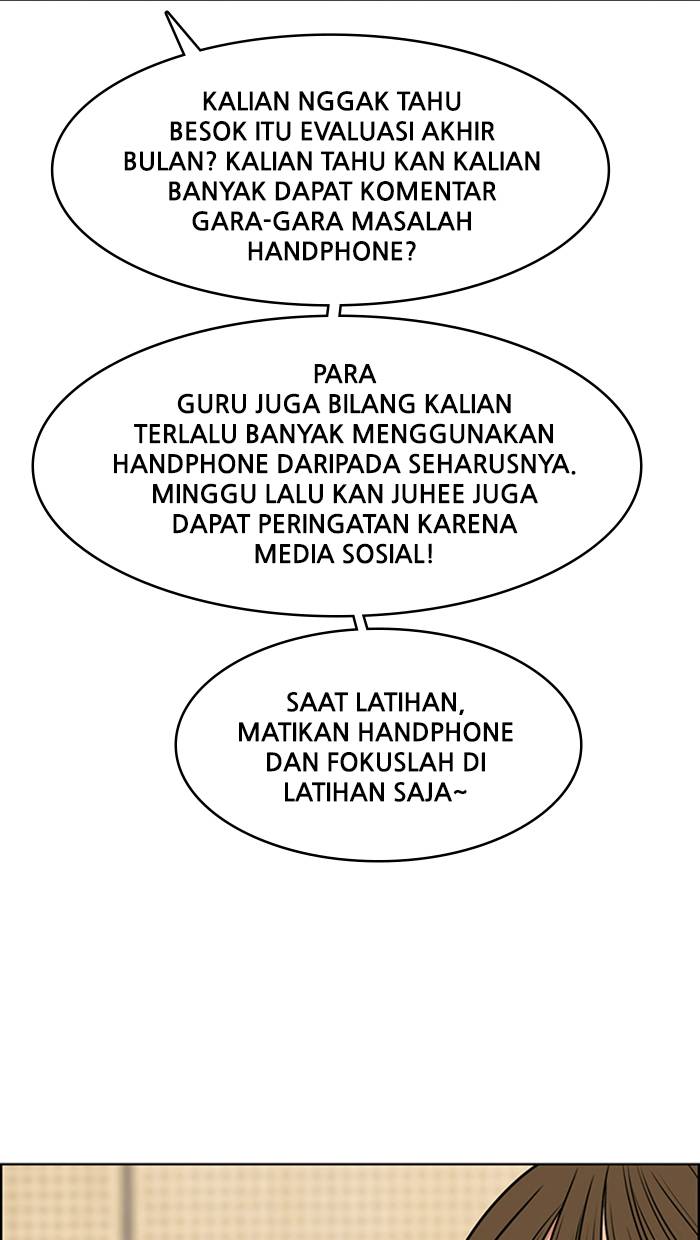 KALIAN NGGAK TAHU
BESOK ITU EVALUASI AKHIR
BULAN? KALIAN TAHU KAN KALIAN
BANYAK DAPAT KOMENTAR
GARA-GARA MASALAH
HANDPHONE?
PARA
GURU JUGA BILANG KALIAN
TERLALU BANYAK MENGGUNAKAN
HANDPHONE DARIPADA SEHARUSNYA.
MINGGU LALU KAN JUHEE JUGA
DAPAT PERINGATAN KARENA
MEDIA SOSIAL!
SAAT LATIHAN,
MATIKAN HANDPHONE
DAN FOKUSLAH DI
LATIHAN SAJA~